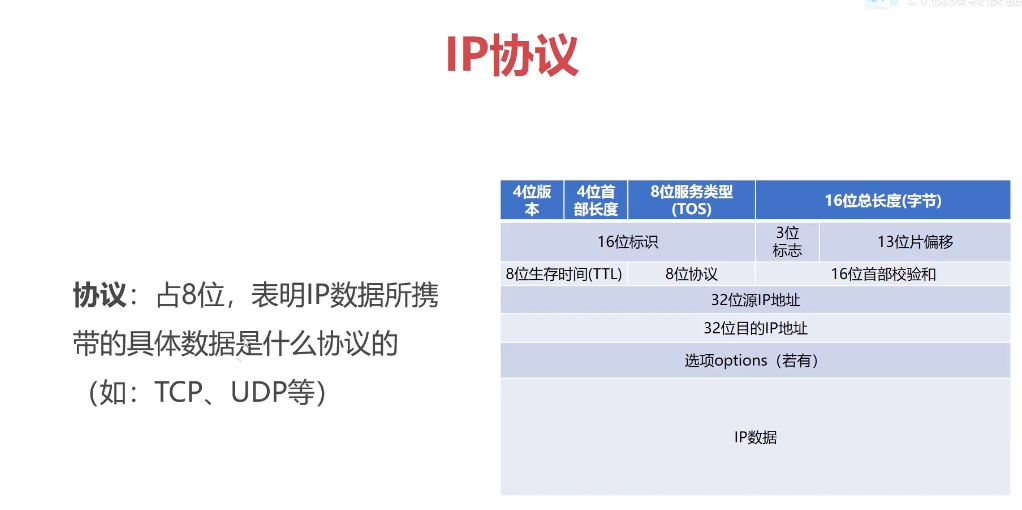 IP协议
协议：占8位，表明IP数据所携
带的具体数据是什么协议的
（如：TCP、UDP等）
4位版
本
4位首
部长度
8位服务类型
(TOS)
16位总长度(字节)
16位标识
3位
标志
13位片偏移
8位生存时间(TTL)
8位协议
16位首部校验和
32位源IP地址
32位目的IP地址
选项options（若有）
IP数据